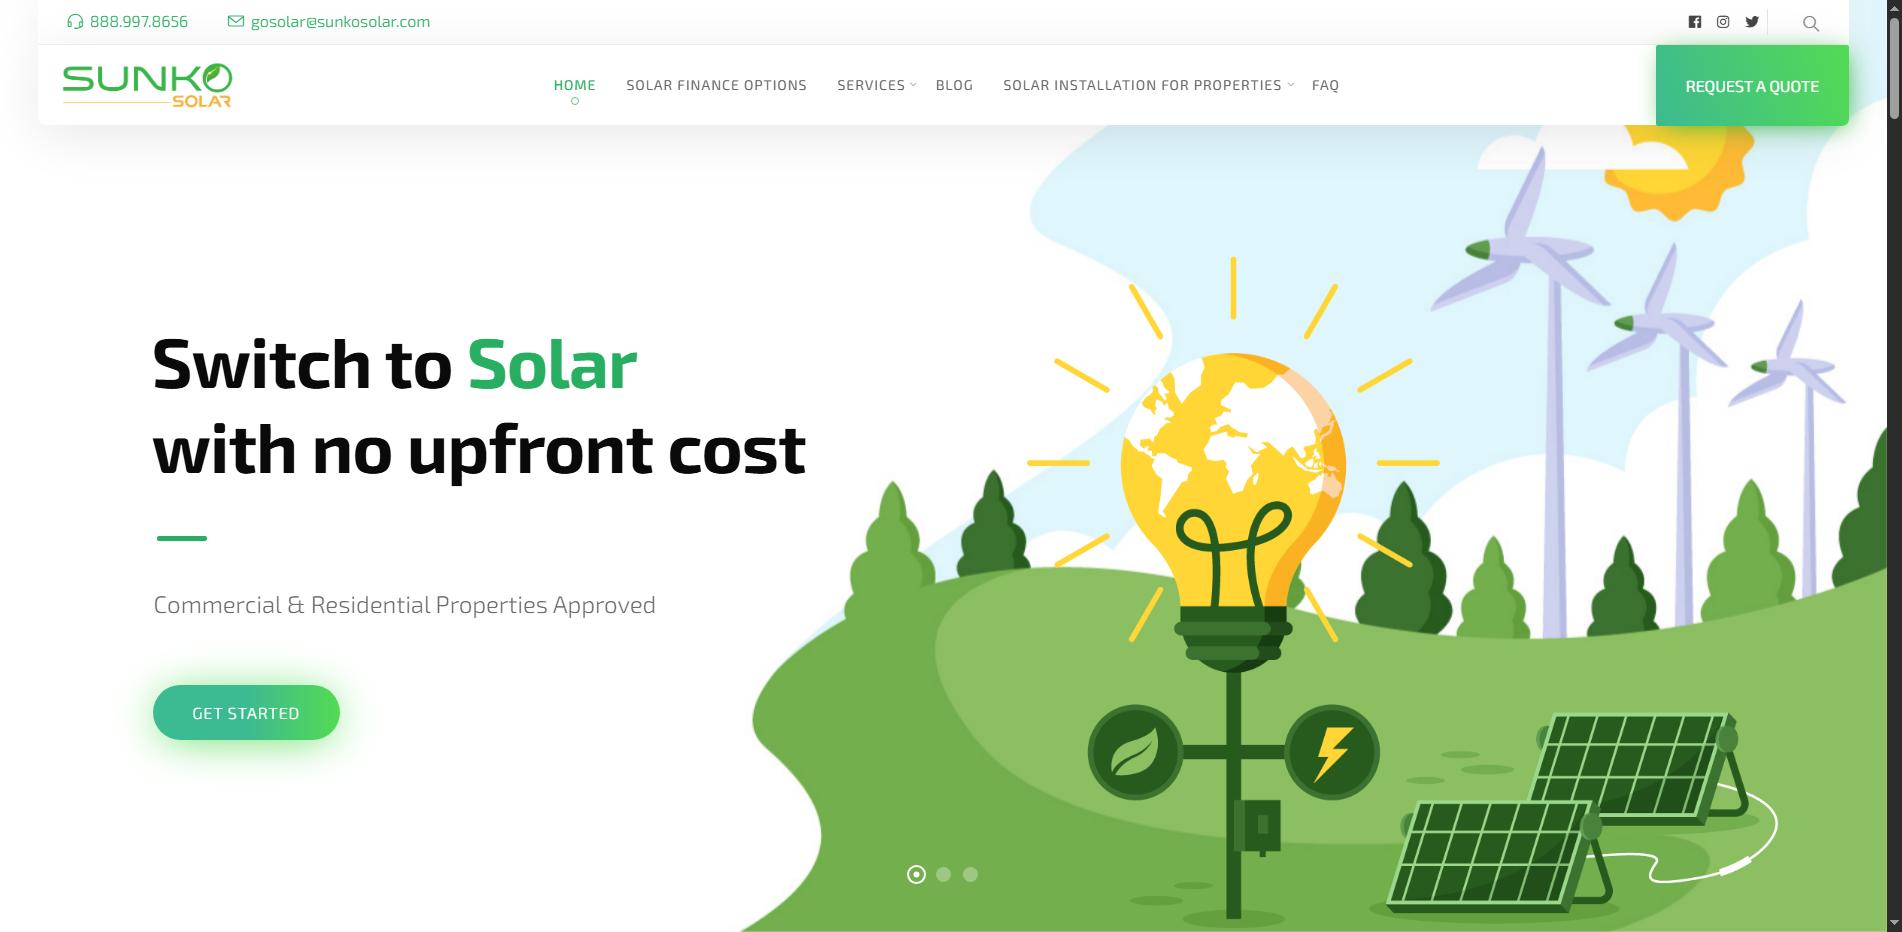 888.997.8656
gosolar@sunkosolar.com
SUNKO
SOLAR
HOME
SOLAR FINANCE OPTIONS
SERVICES
BLOG
SOLAR INSTALLATION FOR PROPERTIES
FAQ
REQUEST A QUOTE
Switch to Solar
with no upfront cost
Commercial & Residential Properties Approved
GET STARTED